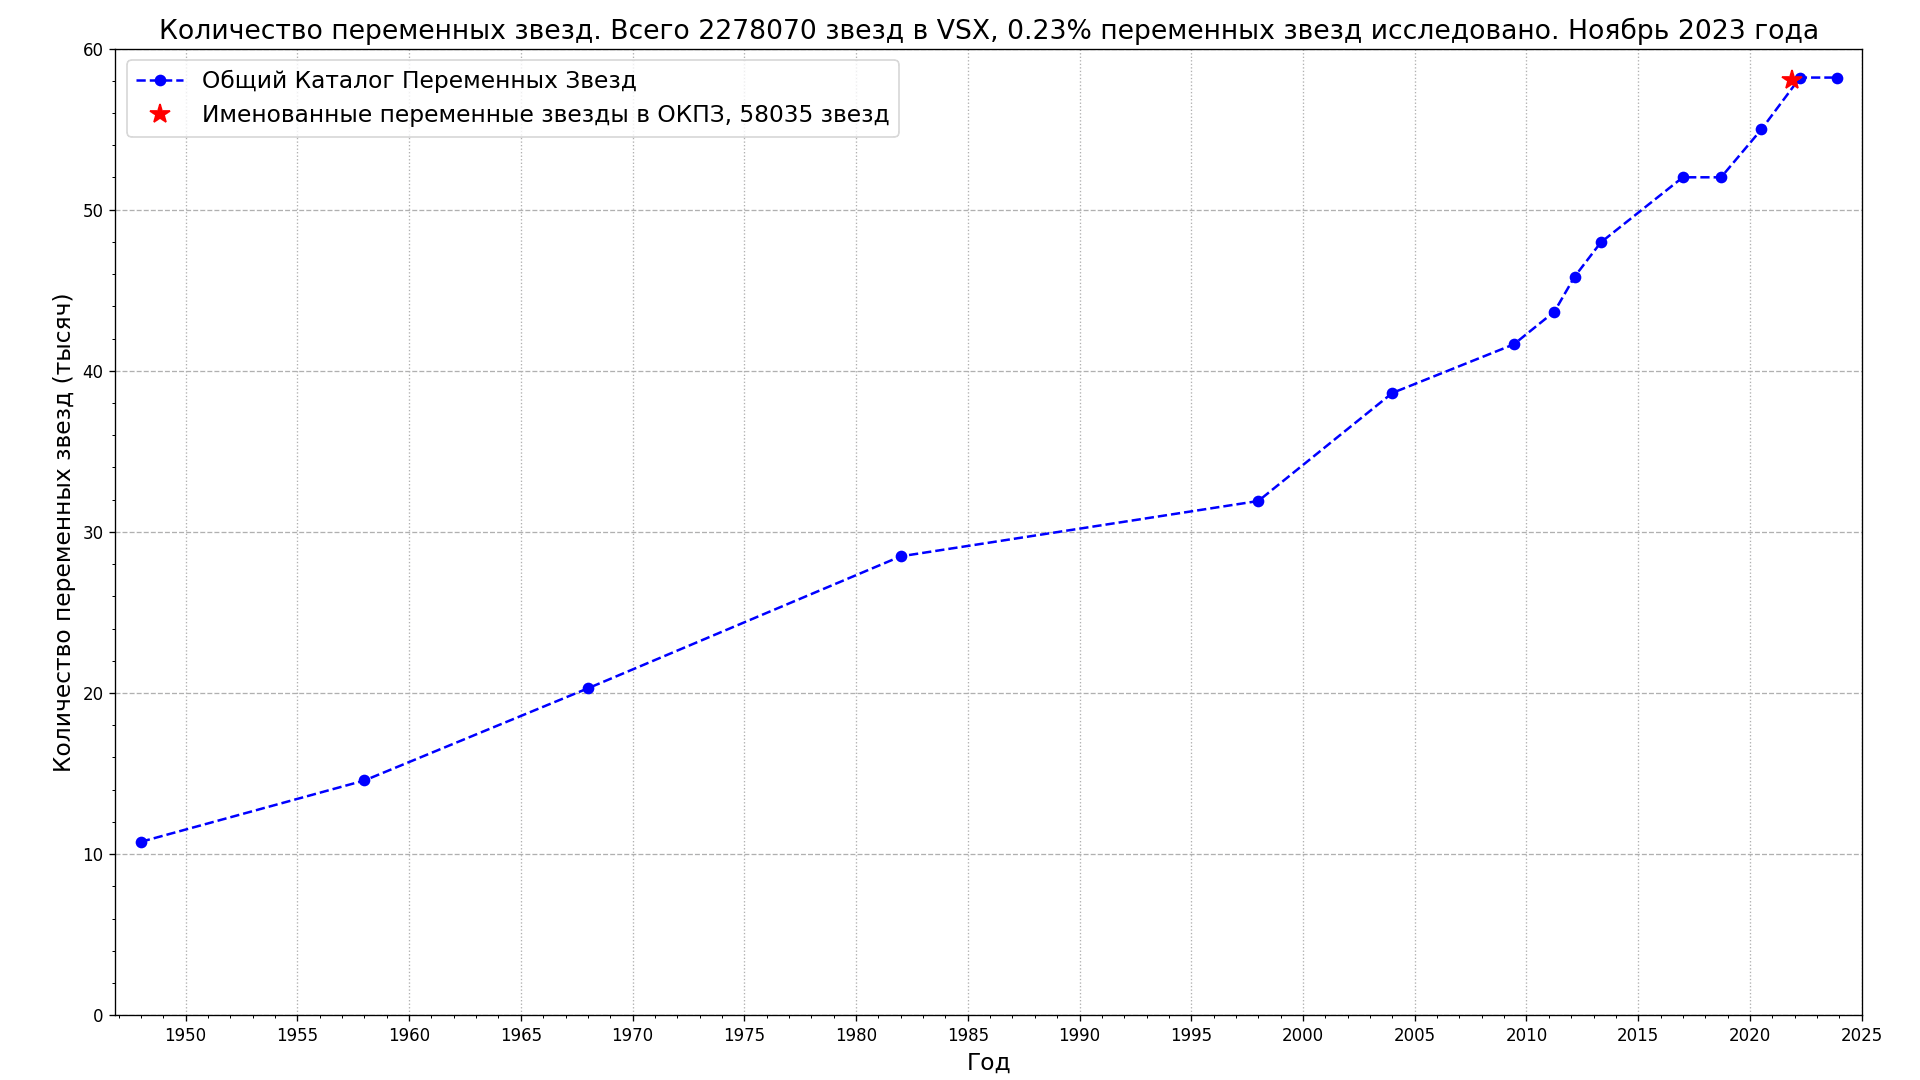 Количество переменных звезд. Всего 2278070 звезд в VSX, 0.23% переменных звезд исследовано. Ноябрь 2023 года
Общий Каталог Переменных Звезд
Именованные переменные звезды в ОКПЗ, 58035 звезд
Количество переменных звезд (тысяч)
60
50
40
30
20
10
0
1950 1955 1960 1965 1970 1975 1980 1985 1990 1995 2000 2005 2010 2015 2020 2025
Год